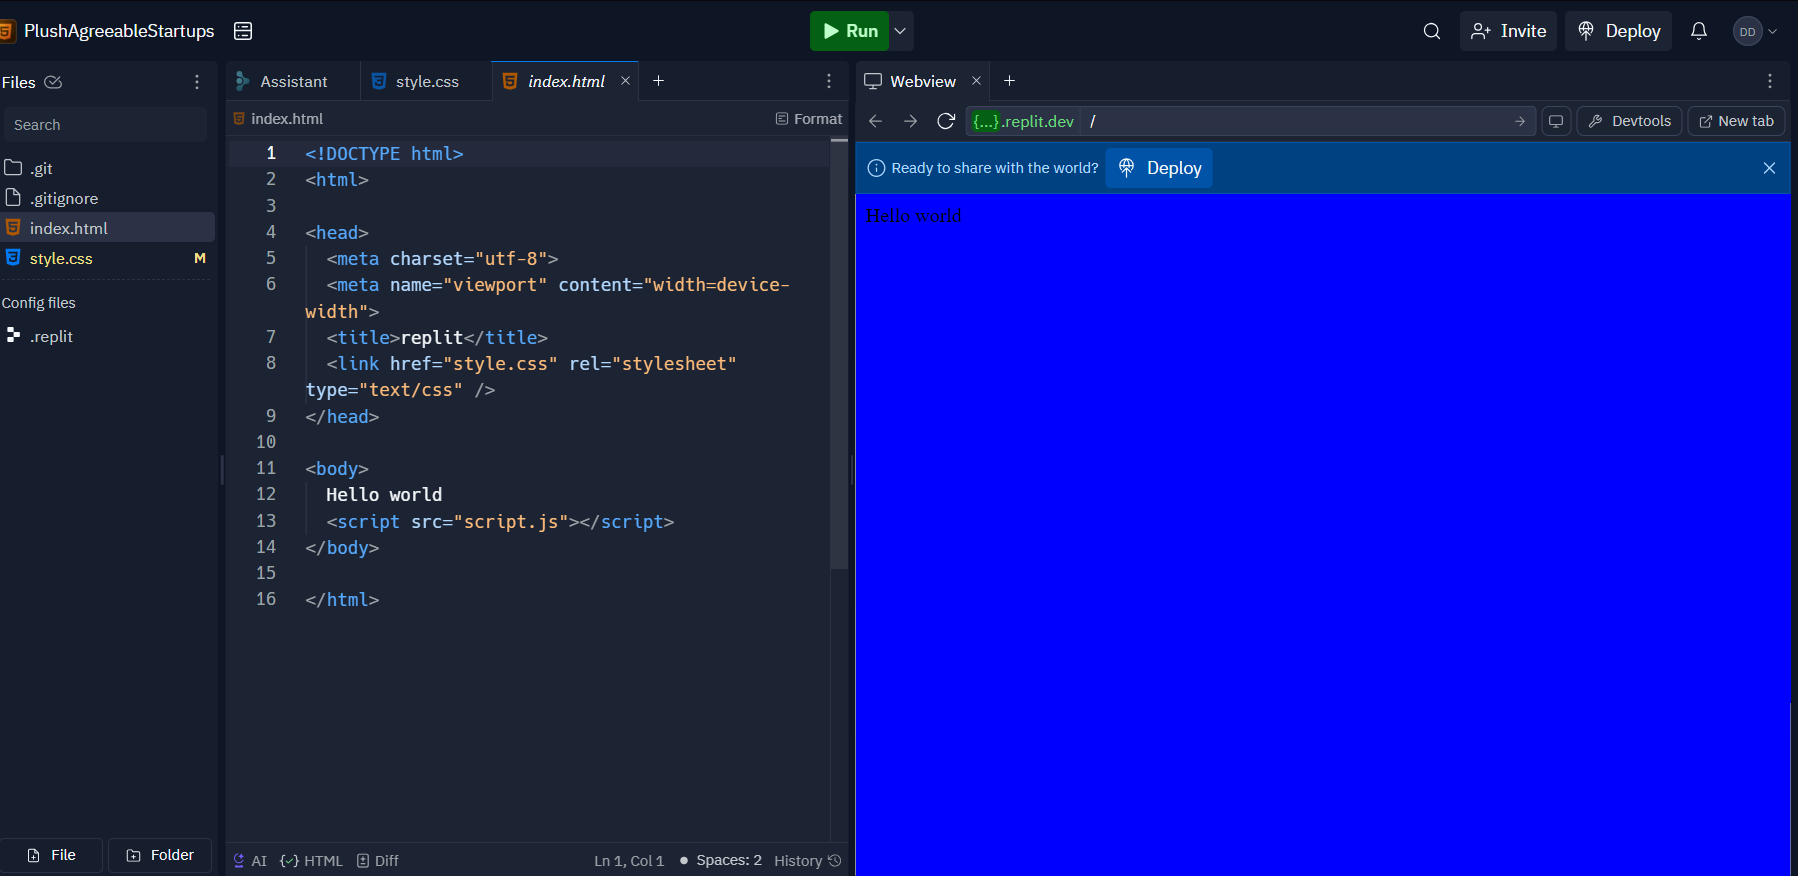 PlushAgreeableStartups
Run
Invite
Deploy
DD
Files
Search
.git
.gitignore
index.html
style.css M
Config files
.replit
File
Folder
Assistant
style.css
index.html
index.html
Format
1 <!DOCTYPE html>
2 <html>
3
4 <head>
5 <meta charset="utf-8">
6 <meta name="viewport" content="width=device-
width">
7 <title>replit</title>
8 <link href="style.css" rel="stylesheet"
type="text/css" />
9 </head>
10
11 <body>
12 Hello world
13 <script src="script.js"></script>
14 </body>
15
16 </html>
AI
HTML
Diff
Ln 1, Col 1
Spaces: 2
History
Webview
{...}.replit.dev /
Devtools
New tab
Ready to share with the world?
Deploy
Hello world